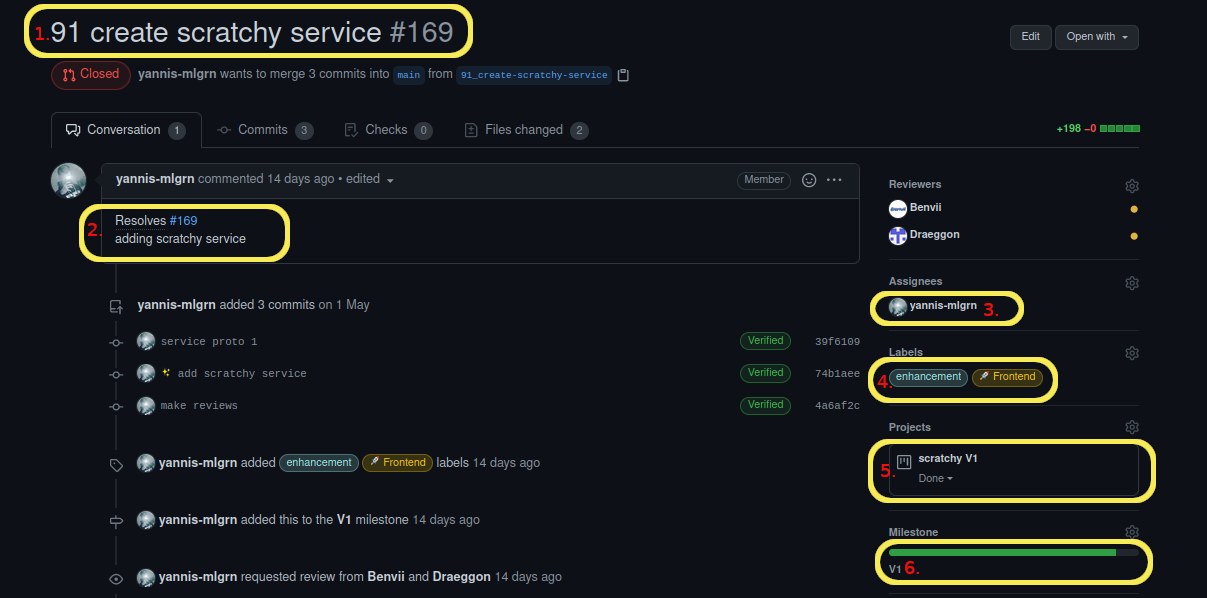 1. 91 create scratchy service #169
Edit
Open with
Closed yannis-mlgrn wants to merge 3 commits into main from 91_create-scratchy-service
Conversation 1 Commits 3 Checks 0 Files changed 2 +198 −0
yannis-mlgrn commented 14 days ago • edited Member
2. Resolves #169
adding scratchy service
yannis-mlgrn added 3 commits on 1 May
service proto 1 Verified 39f6109
add scratchy service Verified 74b1aee
make reviews Verified 4a6af2c
yannis-mlgrn added enhancement Frontend labels 14 days ago
yannis-mlgrn added this to the V1 milestone 14 days ago
yannis-mlgrn requested review from Benvii and Draeggon 14 days ago
Reviewers
Benvii
Draeggon
Assignees
yannis-mlgrn 3.
Labels
4. enhancement Frontend
Projects
5. scratchy V1
Done
Milestone
V1 6.